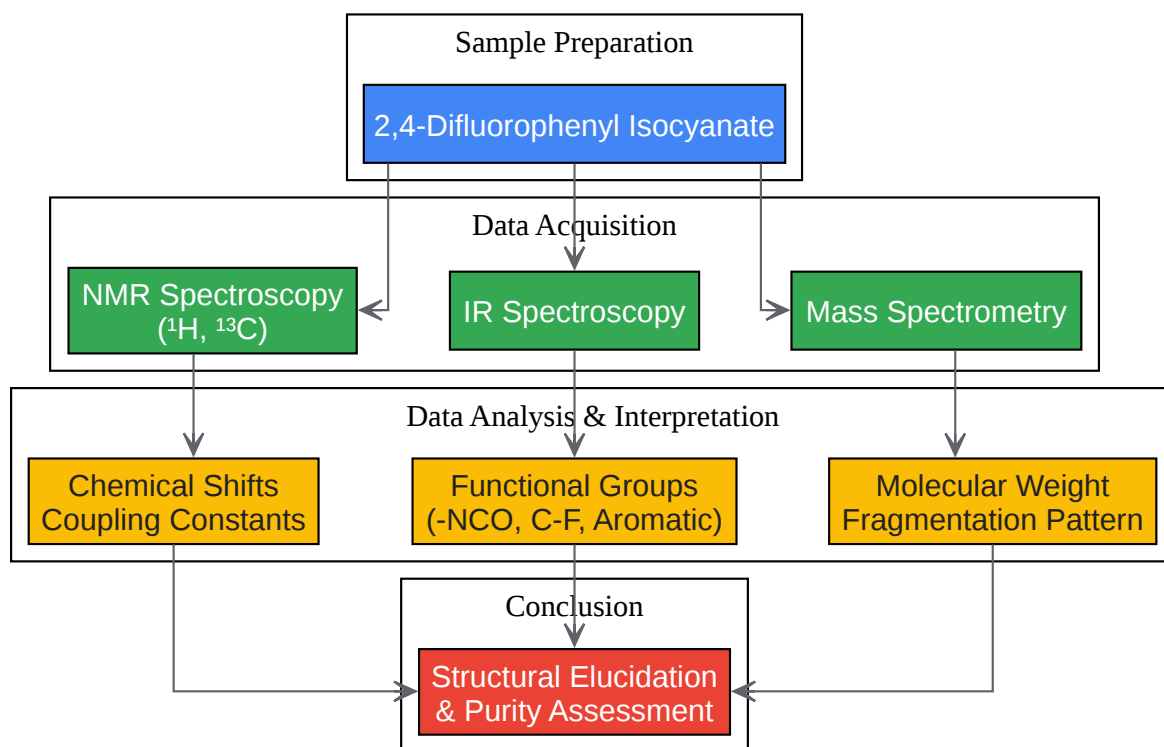 Sample Preparation
2,4-Difluorophenyl Isocyanate
Data Acquisition
NMR Spectroscopy
(¹H, ¹³C)
IR Spectroscopy
Mass Spectrometry
Data Analysis & Interpretation
Chemical Shifts
Coupling Constants
Functional Groups
(-NCO, C-F, Aromatic)
Molecular Weight
Fragmentation Pattern
Conclusion
Structural Elucidation
& Purity Assessment